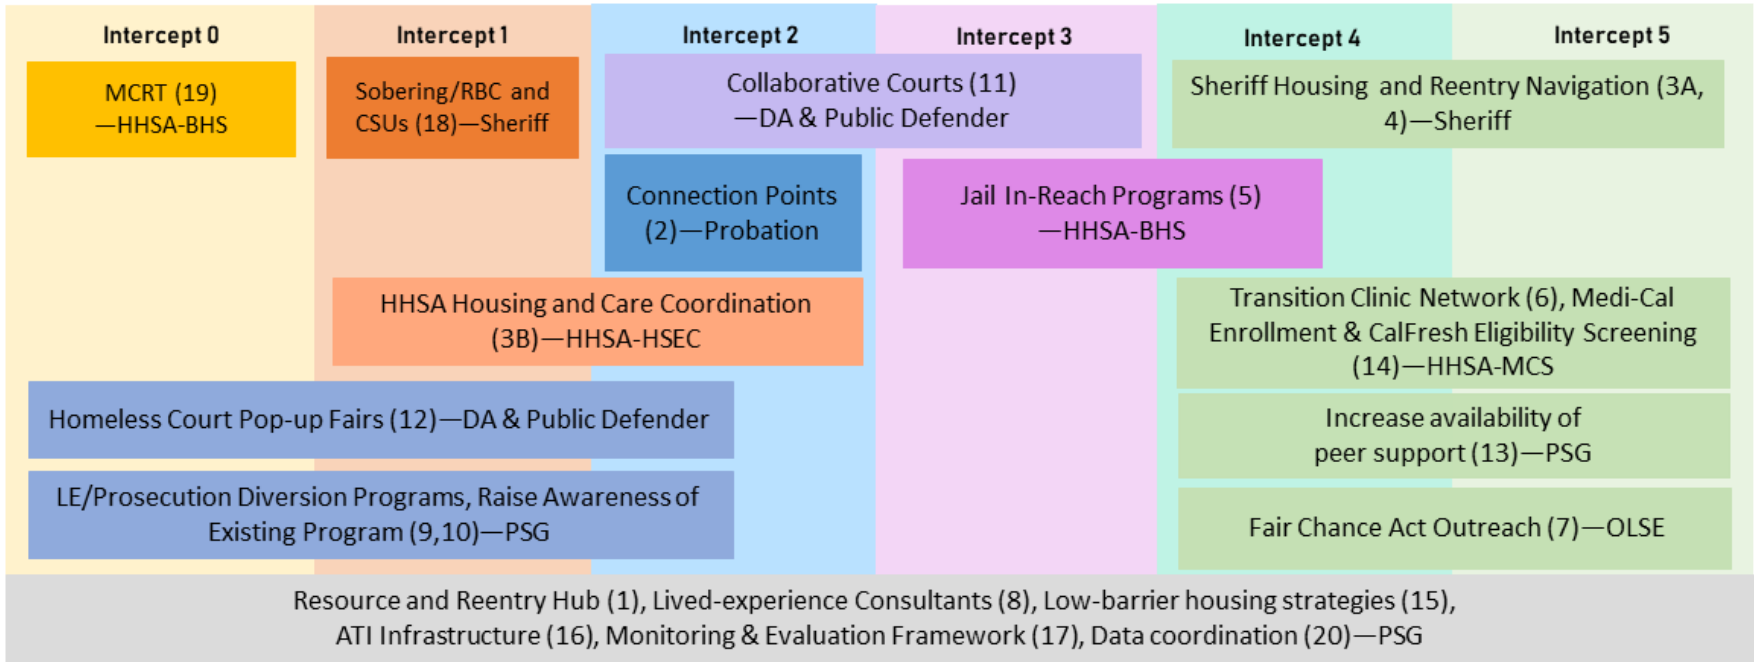 Intercept 0
Intercept 1
Intercept 2
Intercept 3
Intercept 4
Intercept 5
MCRT (19)
—HHSA-BHS
Sobering/RBC and
CSUs (18)—Sheriff
Collaborative Courts (11)
—DA & Public Defender
Sheriff Housing and Reentry Navigation (3A,
4)—Sheriff
Connection Points
(2)—Probation
Jail In-Reach Programs (5)
—HHSA-BHS
HHSA Housing and Care Coordination
(3B)—HHSA-HSEC
Transition Clinic Network (6), Medi-Cal
Enrollment & CalFresh Eligibility Screening
(14)—HHSA-MCS
Homeless Court Pop-up Fairs (12)—DA & Public Defender
Increase availability of
peer support (13)—PSG
LE/Prosecution Diversion Programs, Raise Awareness of
Existing Program (9,10)—PSG
Fair Chance Act Outreach (7)—OLSE
Resource and Reentry Hub (1), Lived-experience Consultants (8), Low-barrier housing strategies (15),
ATI Infrastructure (16), Monitoring & Evaluation Framework (17), Data coordination (20)—PSG